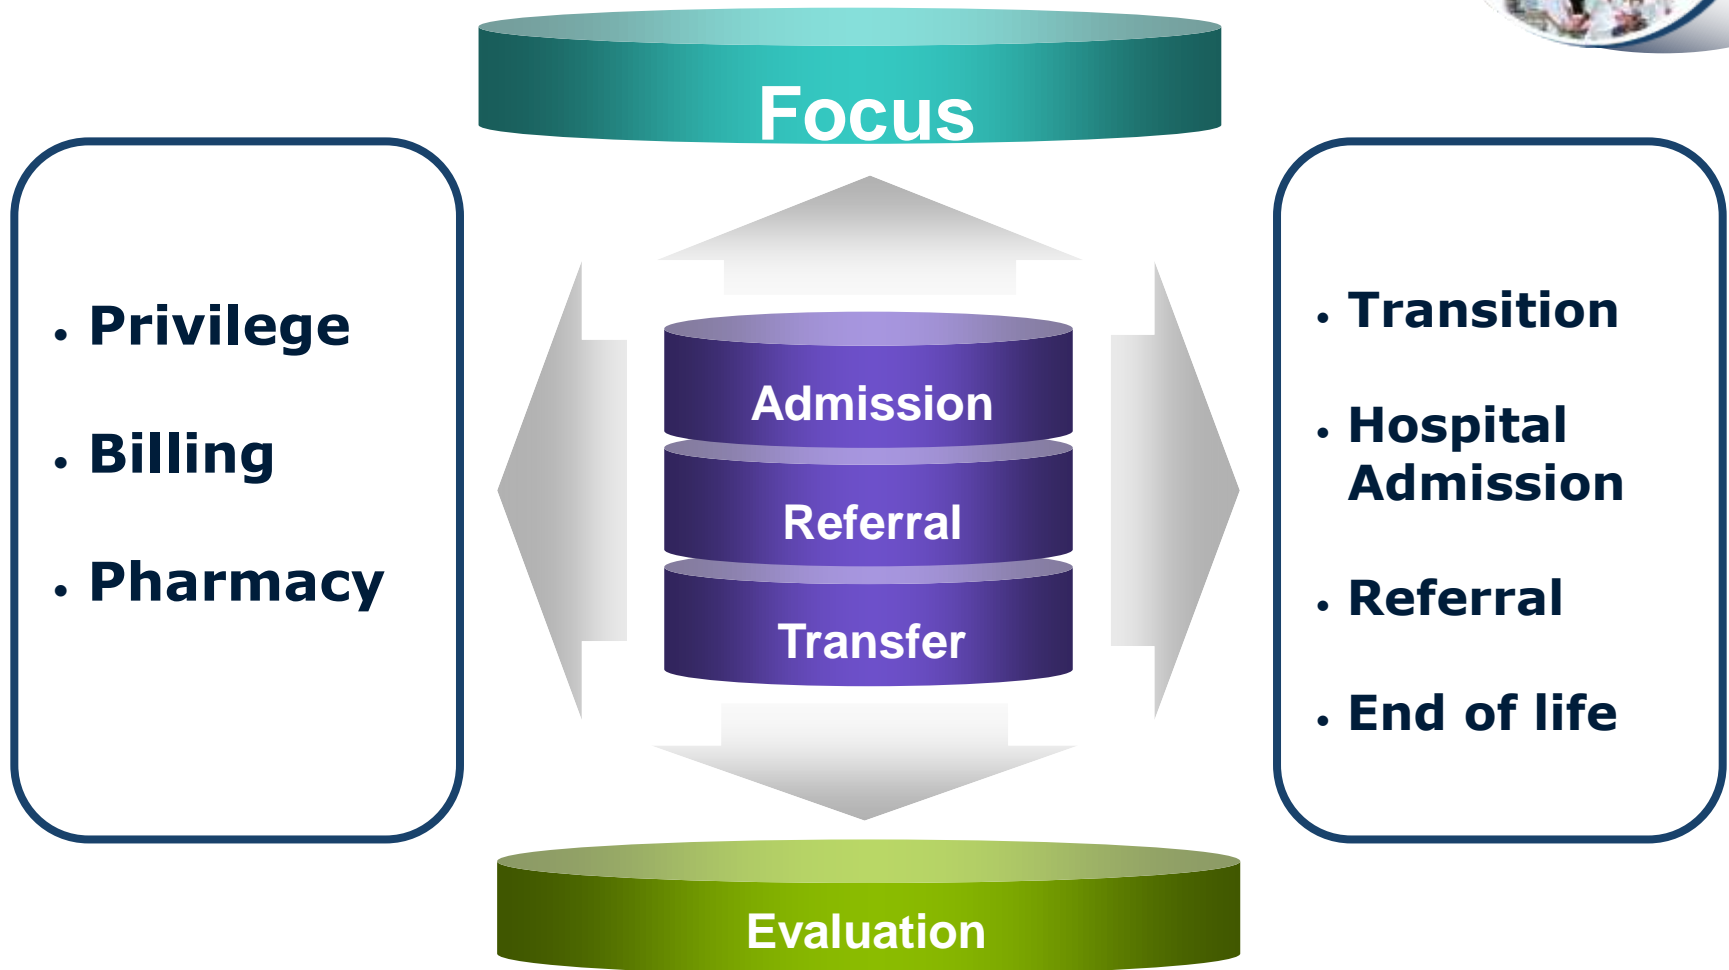 Focus
• Privilege
• Billing
• Pharmacy
Admission
Referral
Transfer
• Transition
• Hospital
Admission
• Referral
• End of life
Evaluation